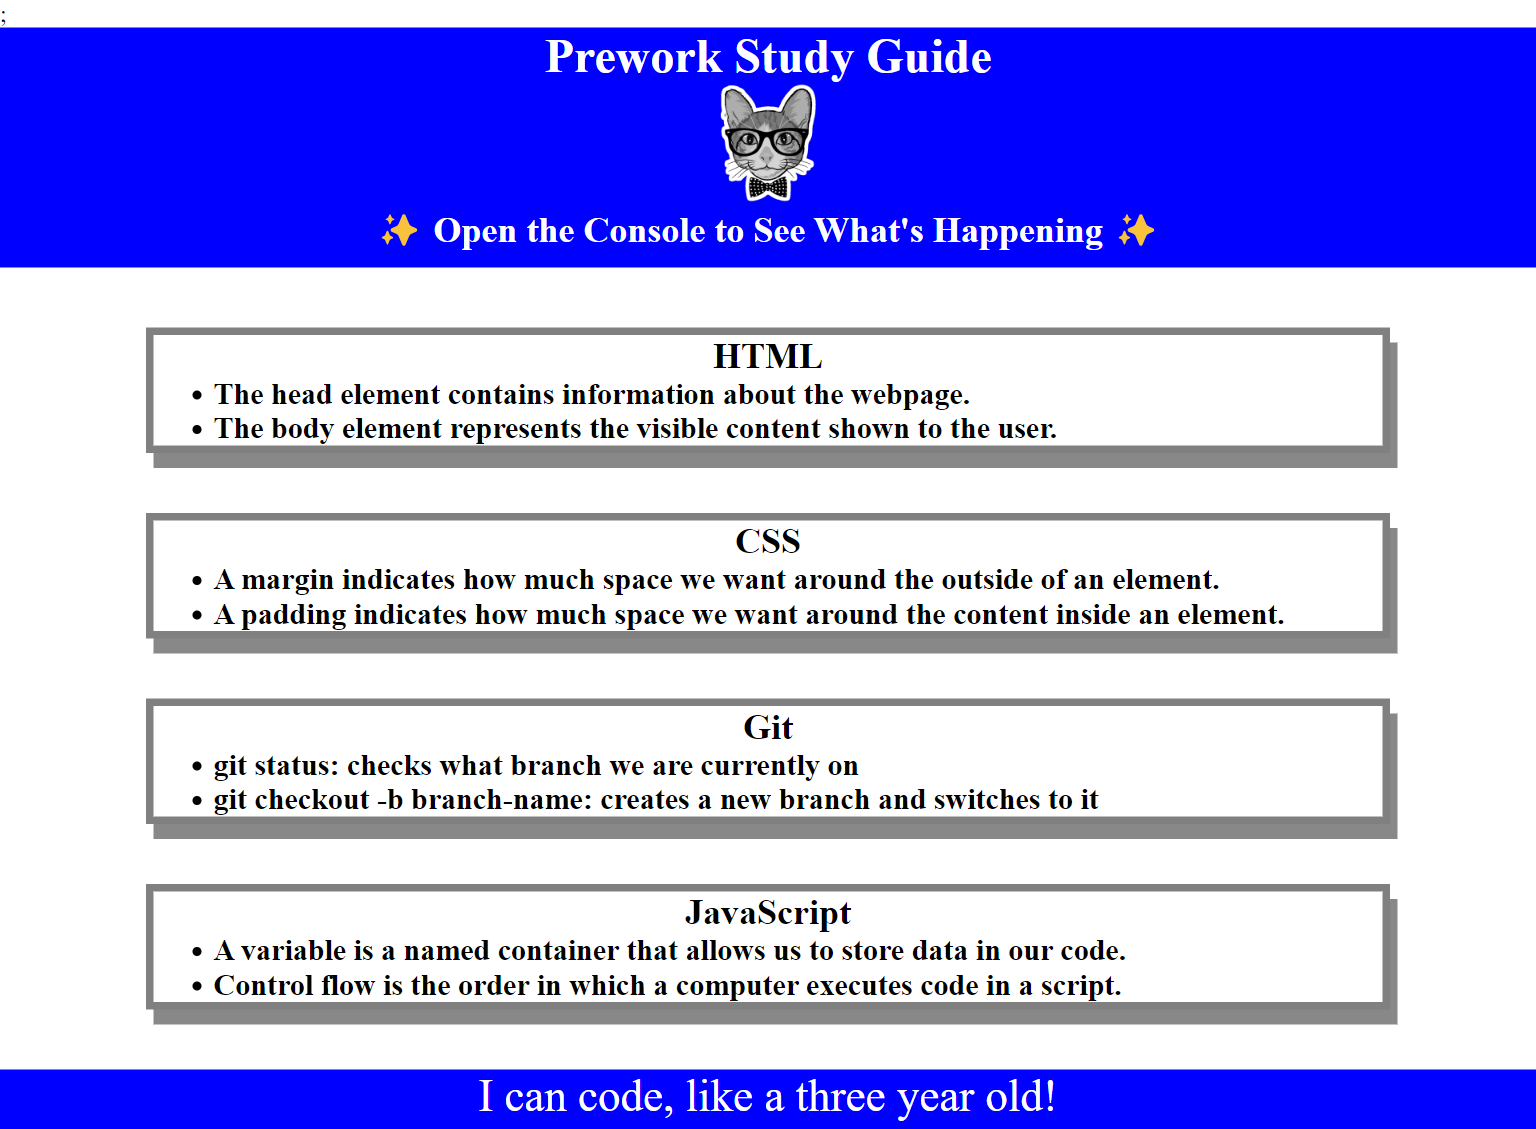 ;
Prework Study Guide
✨ Open the Console to See What's Happening ✨
HTML
• The head element contains information about the webpage.
• The body element represents the visible content shown to the user.
CSS
• A margin indicates how much space we want around the outside of an element.
• A padding indicates how much space we want around the content inside an element.
Git
• git status: checks what branch we are currently on
• git checkout -b branch-name: creates a new branch and switches to it
JavaScript
• A variable is a named container that allows us to store data in our code.
• Control flow is the order in which a computer executes code in a script.
I can code, like a three year old!